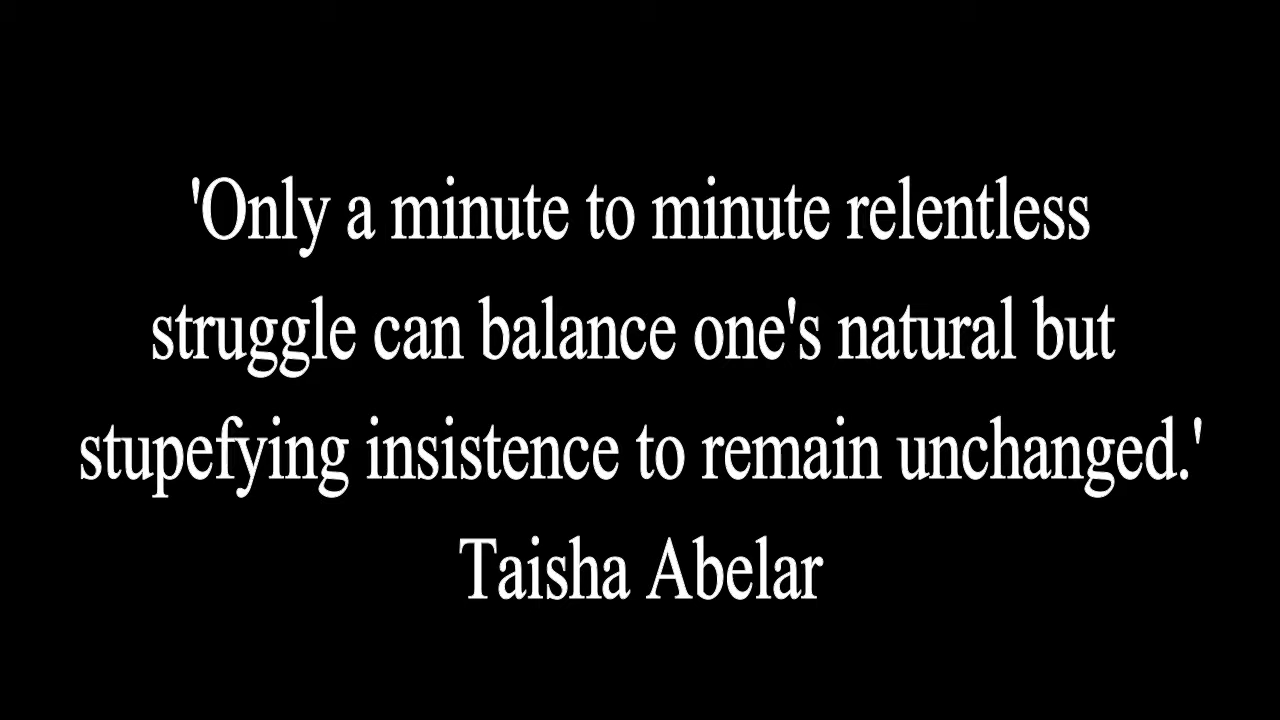 'Only a minute to minute relentless
struggle can balance one's natural but
stupefying insistence to remain unchanged.'
Taisha Abelar